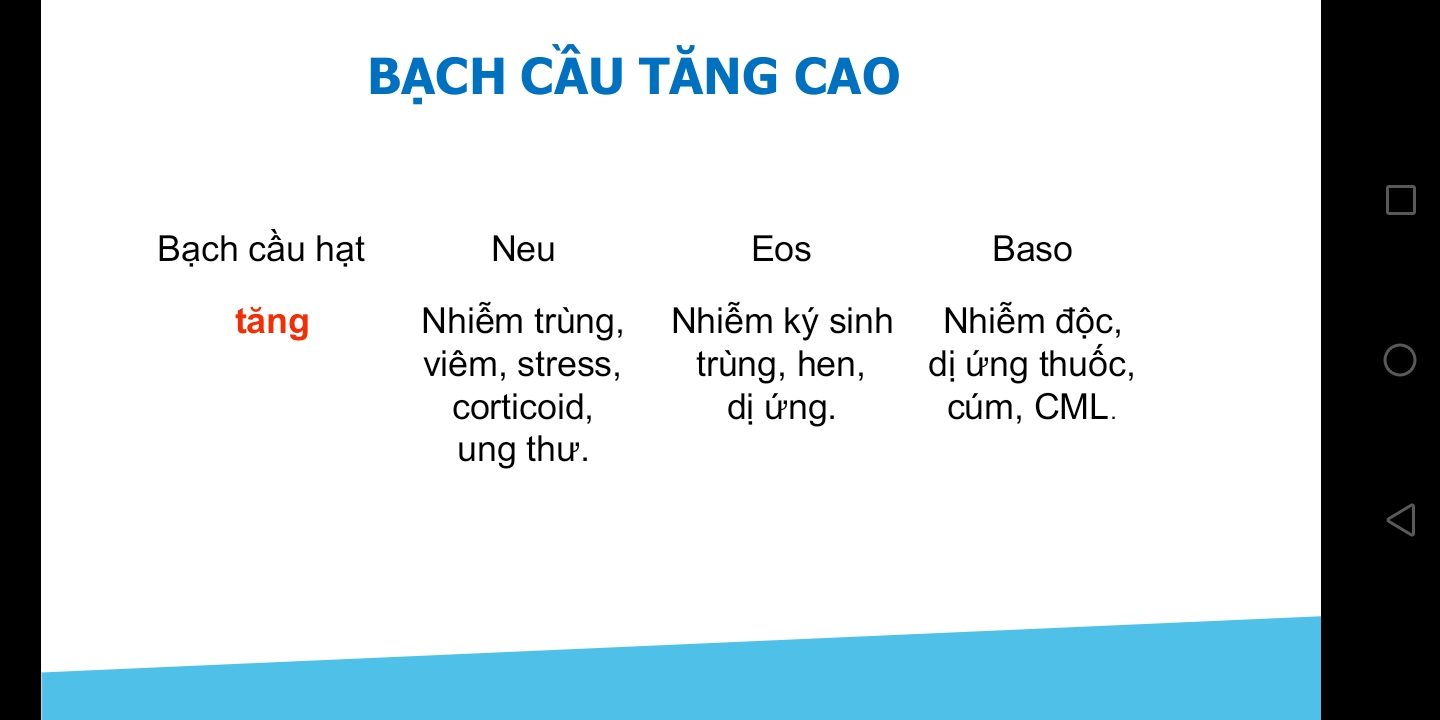 BẠCH CẦU TĂNG CAO
Bạch cầu hạt Neu Eos Baso
tăng Nhiễm trùng, Nhiễm ký sinh Nhiễm độc,
viêm, stress, trùng, hen, dị ứng thuốc,
corticoid, dị ứng. cúm, CML.
ung thư.